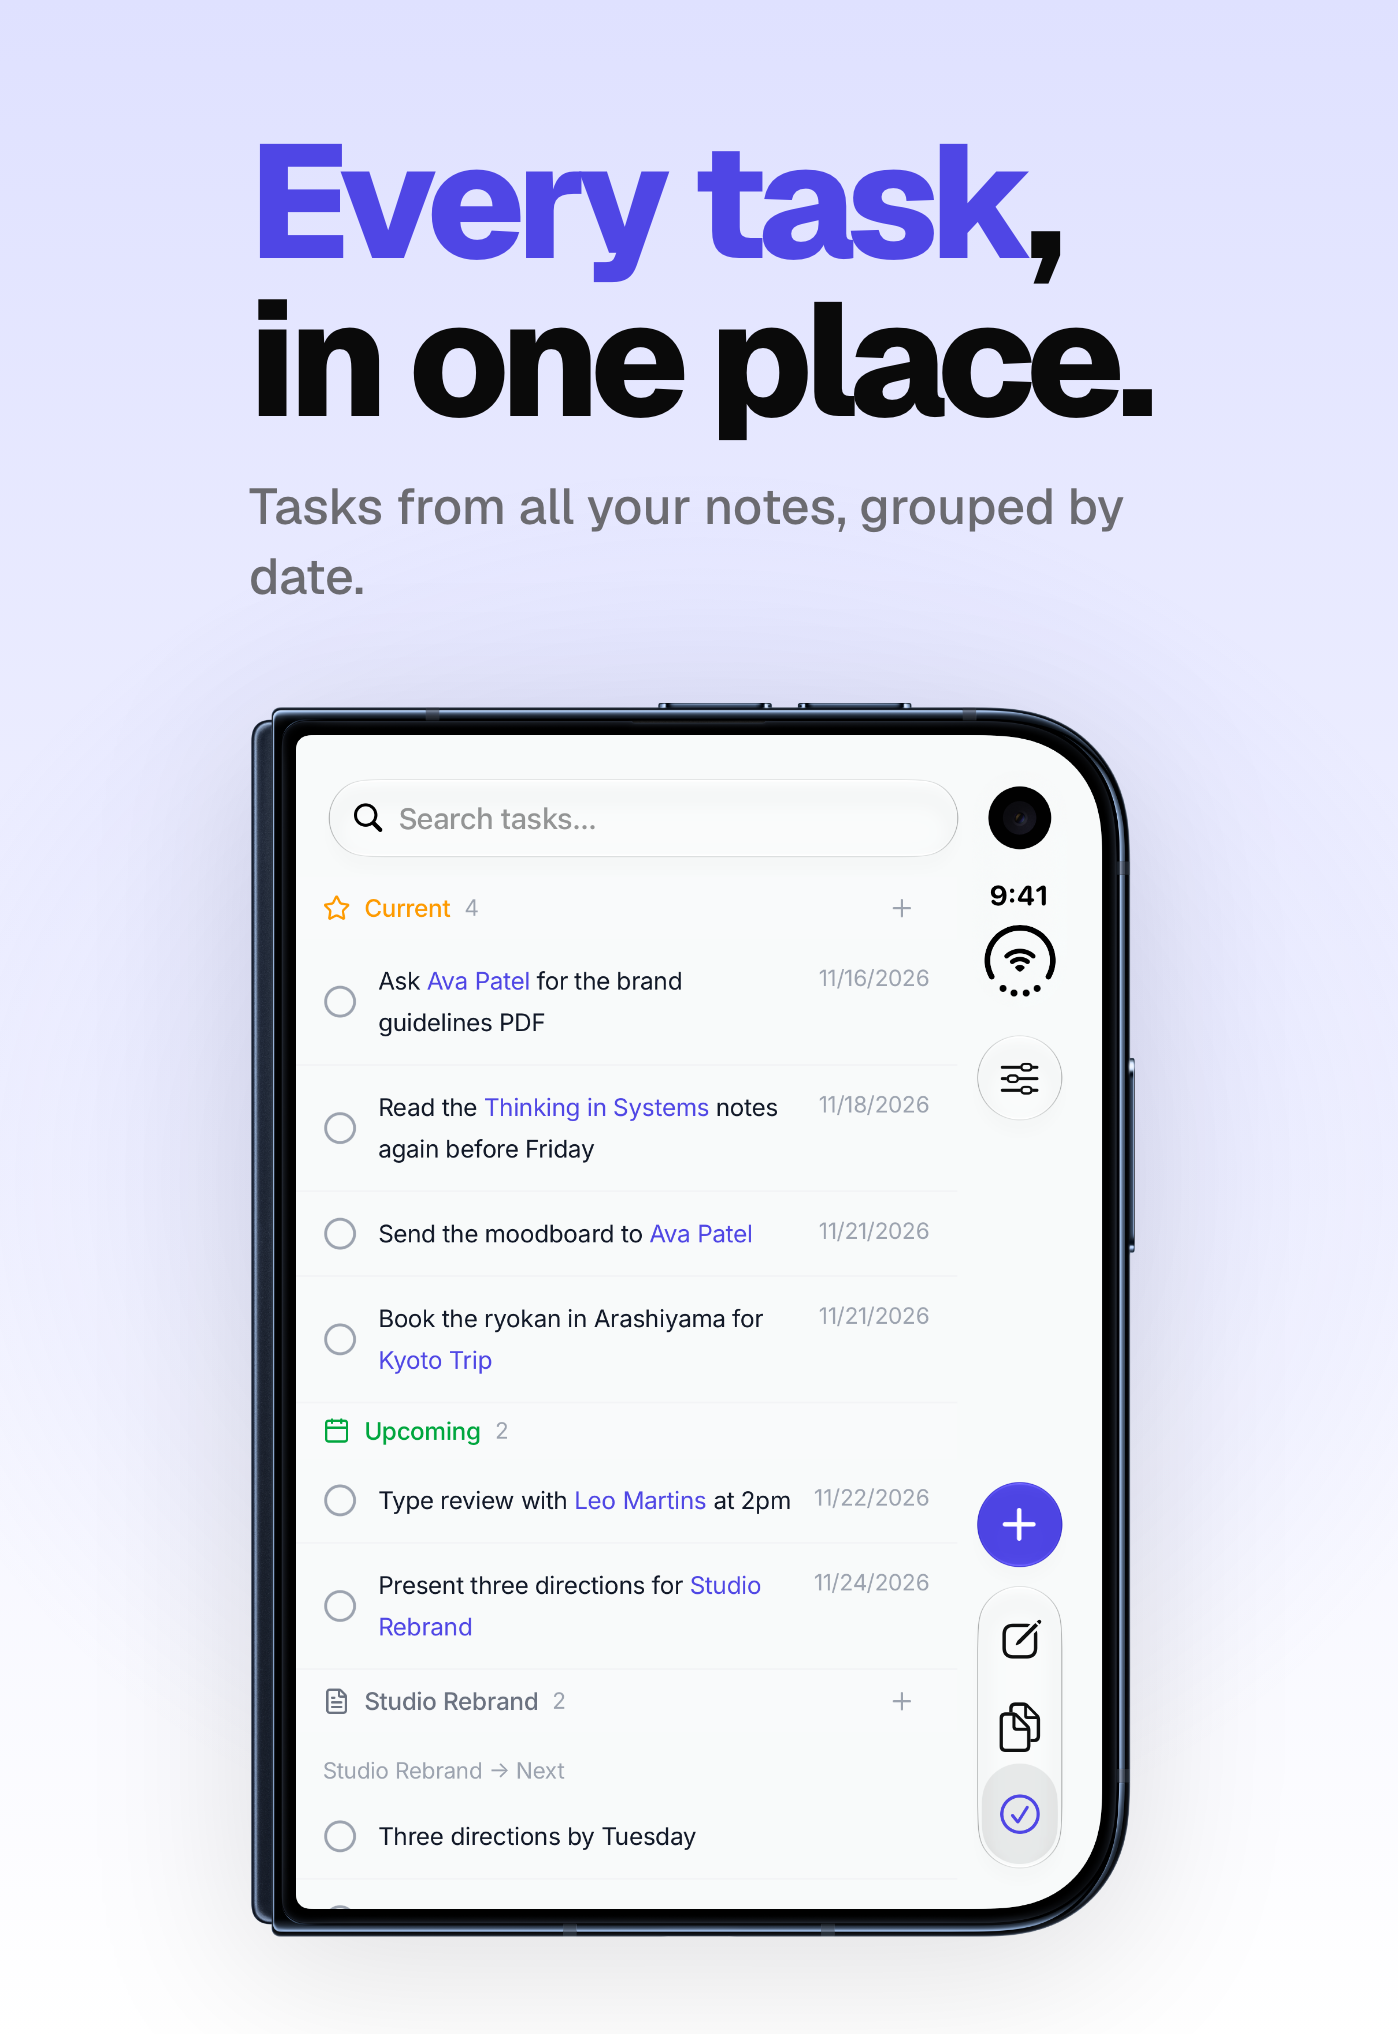 Every task,
in one place.
Tasks from all your notes, grouped by
date.
Search tasks...
9:41
Current 4
Ask Ava Patel for the brand 11/16/2026
guidelines PDF
Read the Thinking in Systems notes 11/18/2026
again before Friday
Send the moodboard to Ava Patel 11/21/2026
Book the ryokan in Arashiyama for 11/21/2026
Kyoto Trip
Upcoming 2
Type review with Leo Martins at 2pm 11/22/2026
Present three directions for Studio 11/24/2026
Rebrand
Studio Rebrand 2
Studio Rebrand → Next
Three directions by Tuesday